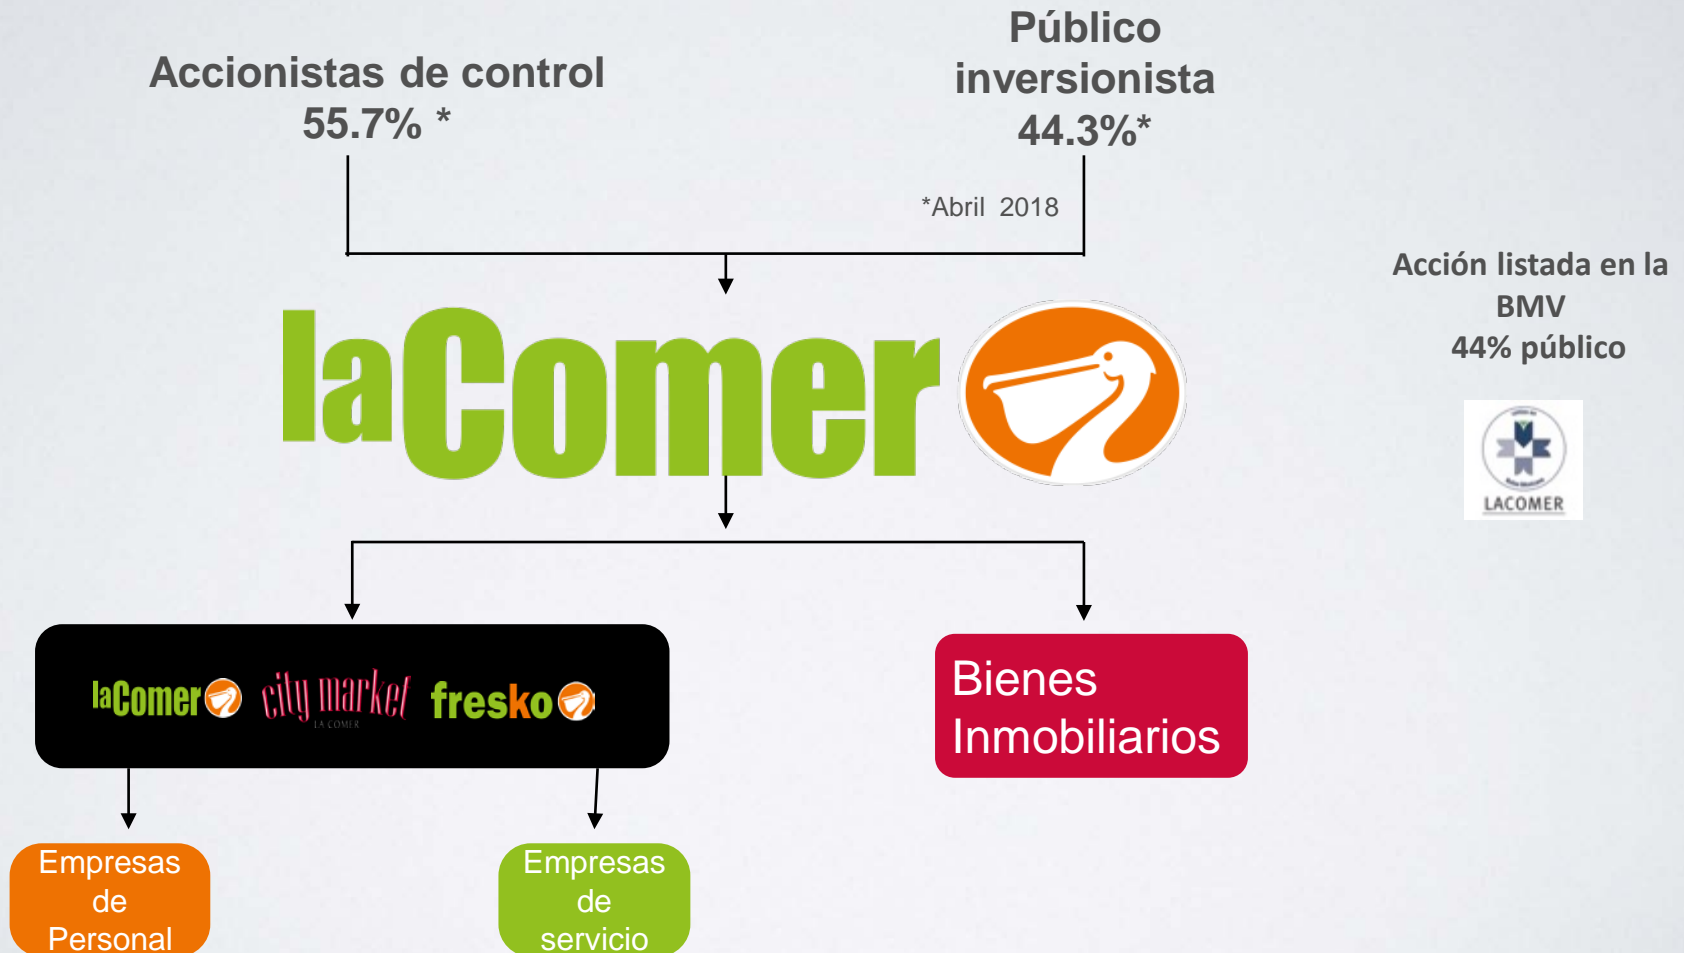 Accionistas de control
55.7% *
Público
inversionista
44.3%*
*Abril 2018
Acción listada en la
BMV
44% público
laComer
LACOMER
laComer
city market
LA COMER
fresko
Bienes
Inmobiliarios
Empresas
de
Personal
Empresas
de
servicio